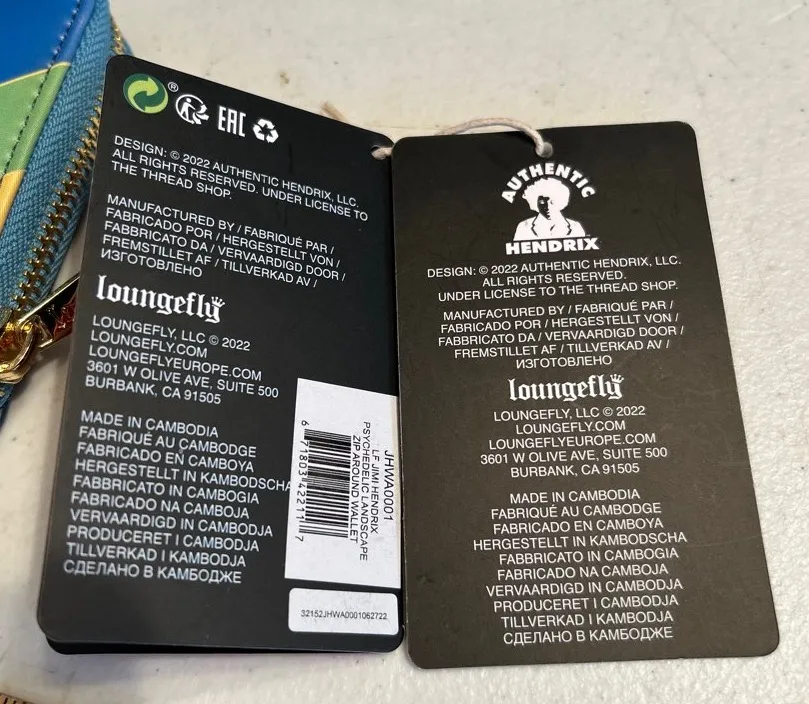 ®
EAC
DESIGN: © 2022 AUTHENTIC HENDRIX, LLC.
ALL RIGHTS RESERVED. UNDER LICENSE TO
THE THREAD SHOP.
MANUFACTURED BY / FABRIQUÉ PAR /
FABRICADO POR / HERGESTELLT VON /
FABBRICATO DA / VERVAARDIGD DOOR /
FREMSTILLET AF / TILLVERKAD AV /
ИЗГОТОВЛЕНО
loungefly
LOUNGEFLY, LLC © 2022
LOUNGEFLY.COM
LOUNGEFLYEUROPE.COM
3601 W OLIVE AVE, SUITE 500
BURBANK, CA 91505
MADE IN CAMBODIA
FABRIQUÉ AU CAMBODGE
FABRICADO EN CAMBOYA
HERGESTELLT IN KAMBODSCHA
FABBRICATO IN CAMBOGIA
FABRICADO NA CAMBOJA
VERVAARDIGD IN CAMBODJA
PRODUCERET I CAMBODJA
TILLVERKAD I KAMBODJA
СДЕЛАНО В КАМБОДЖЕ
JHWA0001
LF JIMI HENDRIX
PSYCHEDELIC LANDSCAPE
ZIP AROUND WALLET
6 71803 42211 7
32152JHWA0001062722
AUTHENTIC
HENDRIX
DESIGN: © 2022 AUTHENTIC HENDRIX, LLC.
ALL RIGHTS RESERVED.
UNDER LICENSE TO THE THREAD SHOP.
MANUFACTURED BY / FABRIQUÉ PAR /
FABRICADO POR / HERGESTELLT VON /
FABBRICATO DA / VERVAARDIGD DOOR /
FREMSTILLET AF / TILLVERKAD AV /
ИЗГОТОВЛЕНО
loungefly
LOUNGEFLY, LLC © 2022
LOUNGEFLY.COM
LOUNGEFLYEUROPE.COM
3601 W OLIVE AVE, SUITE 500
BURBANK, CA 91505
MADE IN CAMBODIA
FABRIQUÉ AU CAMBODGE
FABRICADO EN CAMBOYA
HERGESTELLT IN KAMBODSCHA
FABBRICATO IN CAMBOGIA
FABRICADO NA CAMBOJA
VERVAARDIGD IN CAMBODJA
PRODUCERET I CAMBODJA
TILLVERKAD I KAMBODJA
СДЕЛАНО В КАМБОДЖЕ